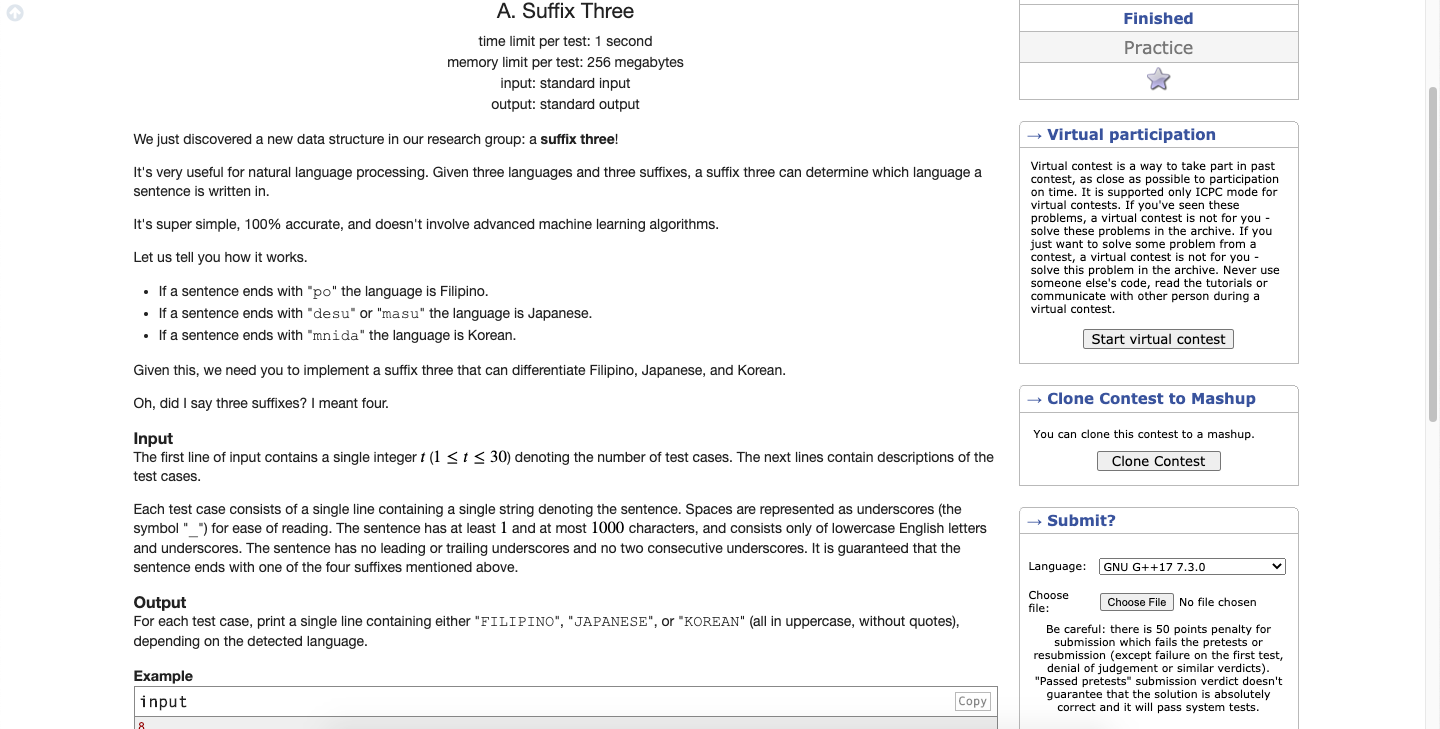 A. Suffix Three
time limit per test: 1 second
memory limit per test: 256 megabytes
input: standard input
output: standard output
We just discovered a new data structure in our research group: a suffix three!
It's very useful for natural language processing. Given three languages and three suffixes, a suffix three can determine which language a
sentence is written in.
It's super simple, 100% accurate, and doesn't involve advanced machine learning algorithms.
Let us tell you how it works.
• If a sentence ends with "po" the language is Filipino.
• If a sentence ends with "desu" or "masu" the language is Japanese.
• If a sentence ends with "mnida" the language is Korean.
Given this, we need you to implement a suffix three that can differentiate Filipino, Japanese, and Korean.
Oh, did I say three suffixes? I meant four.
Input
The first line of input contains a single integer t (1 ≤ t ≤ 30) denoting the number of test cases. The next lines contain descriptions of the
test cases.
Each test case consists of a single line containing a single string denoting the sentence. Spaces are represented as underscores (the
symbol "_") for ease of reading. The sentence has at least 1 and at most 1000 characters, and consists only of lowercase English letters
and underscores. The sentence has no leading or trailing underscores and no two consecutive underscores. It is guaranteed that the
sentence ends with one of the four suffixes mentioned above.
Output
For each test case, print a single line containing either "FILIPINO", "JAPANESE", or "KOREAN" (all in uppercase, without quotes),
depending on the detected language.
Example
input
Copy
8
Finished
Practice
→ Virtual participation
Virtual contest is a way to take part in past
contest, as close as possible to participation
on time. It is supported only ICPC mode for
virtual contests. If you've seen these
problems, a virtual contest is not for you -
solve these problems in the archive. If you
just want to solve some problem from a
contest, a virtual contest is not for you -
solve this problem in the archive. Never use
someone else's code, read the tutorials or
communicate with other person during a
virtual contest.
Start virtual contest
→ Clone Contest to Mashup
You can clone this contest to a mashup.
Clone Contest
→ Submit?
Language: GNU G++17 7.3.0
Choose
file:
Choose File No file chosen
Be careful: there is 50 points penalty for
submission which fails the pretests or
resubmission (except failure on the first test,
denial of judgement or similar verdicts).
"Passed pretests" submission verdict doesn't
guarantee that the solution is absolutely
correct and it will pass system tests.